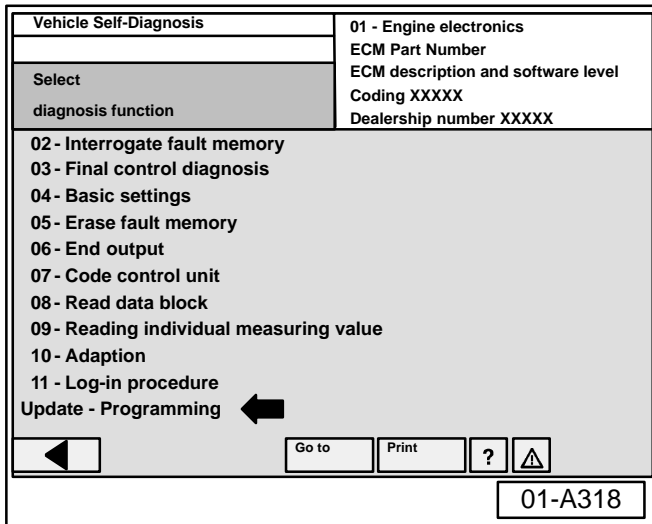 Vehicle Self-Diagnosis
01 - Engine electronics
ECM Part Number
ECM description and software level
Coding XXXXX
Dealership number XXXXX
Select
diagnosis function
02 - Interrogate fault memory
03 - Final control diagnosis
04 - Basic settings
05 - Erase fault memory
06 - End output
07 - Code control unit
08 - Read data block
09 - Reading individual measuring value
10 - Adaption
11 - Log-in procedure
Update - Programming
Go to
Print
?
01-A318